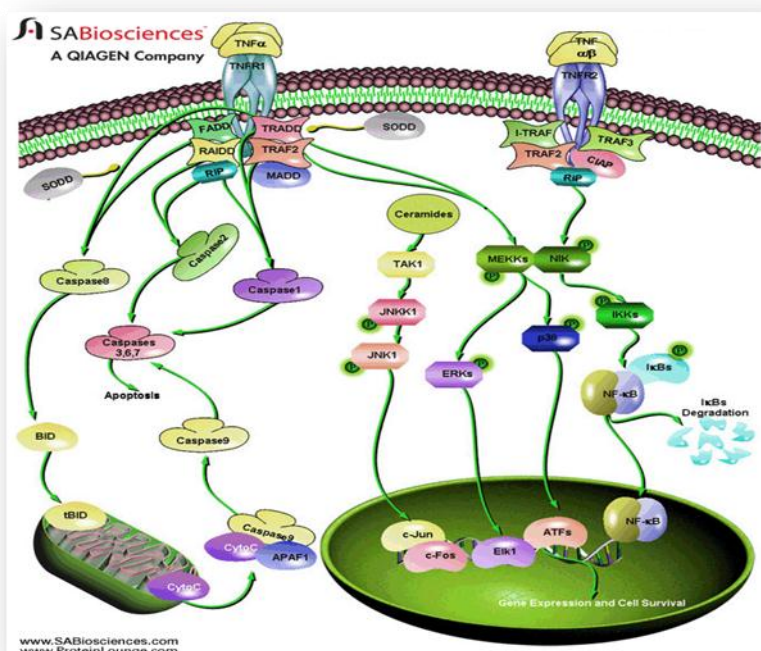 SABiosciences
A QIAGEN Company
TNFα
TNFR1
TNF
α/β
TNFR2
FADD
TRADD
SODD
RAIDD
TRAF2
RIP
MADD
SODD
I-TRAF
TRAF3
TRAF2
CIAP
RIP
Ceramides
Caspase2
TAK1
MEKKs
NIK
P
P
Caspase8
Caspase1
JNKK1
P
IKKs
P
p38
P
Caspases
3,6,7
JNK1
P
ERKs
P
P
IκBs
NF-κB
Apoptosis
IκBs
Degradation
BID
Caspase9
tBID
Caspase9
CytoC
APAF1
c-Jun
c-Fos
Elk1
ATFs
NF-κB
CytoC
Gene Expression and Cell Survival
www.SABiosciences.com
www.ProteinLounge.com